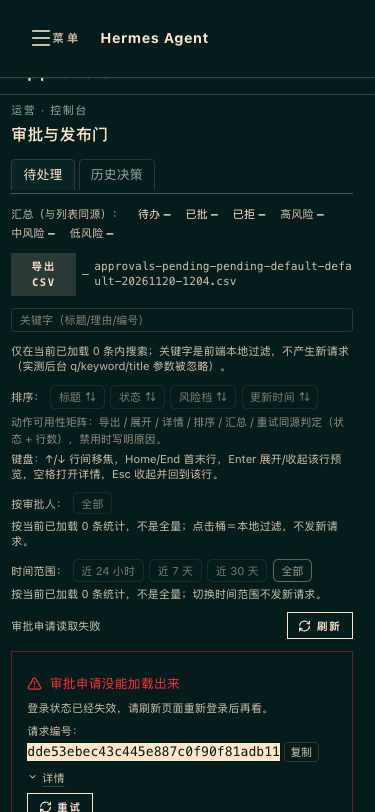 菜单 Hermes Agent
运营 · 控制台
审批与发布门
待处理 历史决策
汇总（与列表同源）： 待办 — 已批 — 已拒 — 高风险 —
中风险 — 低风险 —
导出 CSV — approvals-pending-pending-default-defa
ult-20261120-1204.csv
关键字（标题/理由/编号）
仅在当前已加载 0 条内搜索；关键字是前端本地过滤，不产生新请求
（实测后台 q/keyword/title 参数被忽略）。
排序： 标题 ⇅ 状态 ⇅ 风险档 ⇅ 更新时间 ⇅
动作可用性矩阵：导出 / 展开 / 详情 / 排序 / 汇总 / 重试同源判定（状
态 + 行数），禁用时写明原因。
键盘：↑/↓ 行间移焦，Home/End 首末行，Enter 展开/收起该行预
览，空格打开详情，Esc 收起并回到该行。
按审批人： 全部
按当前已加载 0 条统计，不是全量；点击桶＝本地过滤，不发新请
求。
时间范围： 近 24 小时 近 7 天 近 30 天 全部
按当前已加载 0 条统计，不是全量；切换时间范围不发新请求。
审批申请读取失败 刷新
审批申请没能加载出来
登录状态已经失效，请刷新页面重新登录后再看。
请求编号：
dde53ebec43c445e887c0f90f81adb11 复制
详情
重试